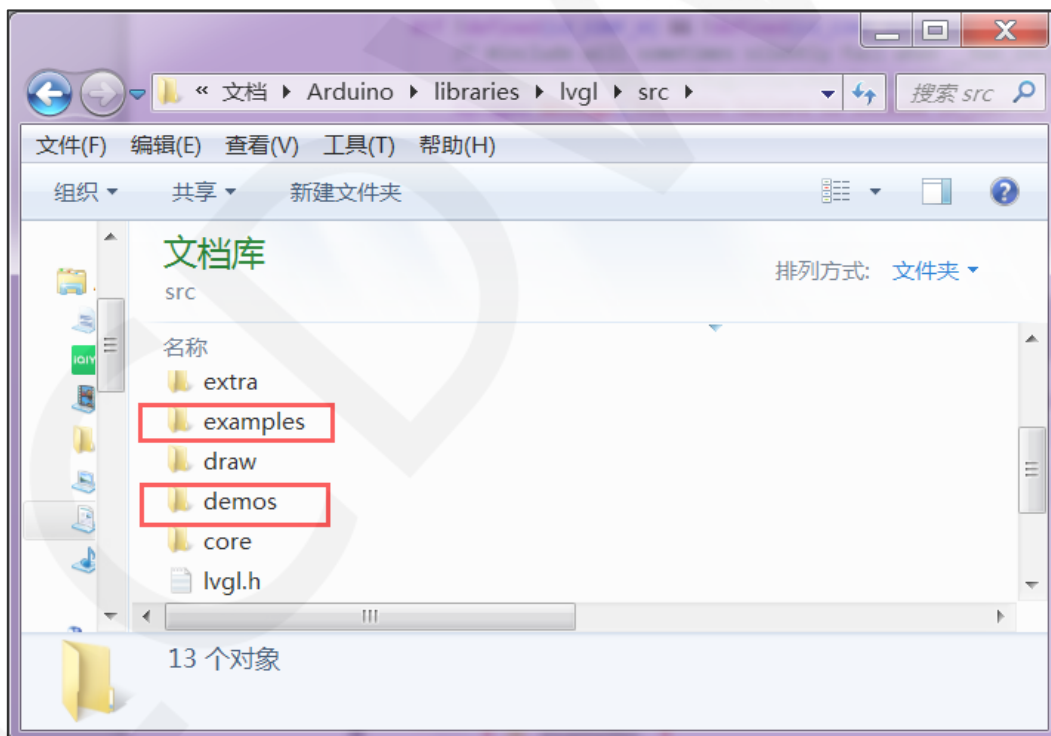 « 文档 ▸ Arduino ▸ libraries ▸ lvgl ▸ src ▸ 搜索 src
文件(F) 编辑(E) 查看(V) 工具(T) 帮助(H)
组织 共享 新建文件夹
文档库
src
排列方式: 文件夹
名称
extra
examples
draw
demos
core
lvgl.h
13 个对象